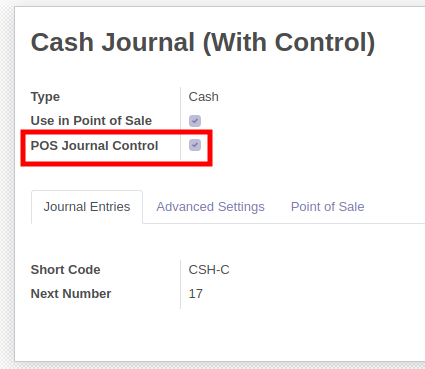 Cash Journal (With Control)
Type Cash
Use in Point of Sale
POS Journal Control
Journal Entries Advanced Settings Point of Sale
Short Code CSH-C
Next Number 17